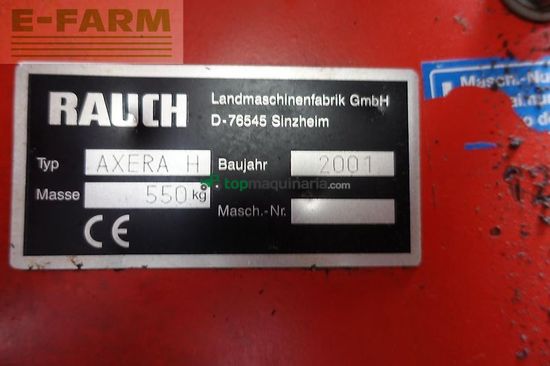 E-FARM
RAUCH
Landmaschinenfabrik GmbH
D-76545 Sinzheim
Typ AXERA H Baujahr 2001
Masse 550 kg
topmaquinaria.com
Masch.-Nr.
CE
Masch.-Nu